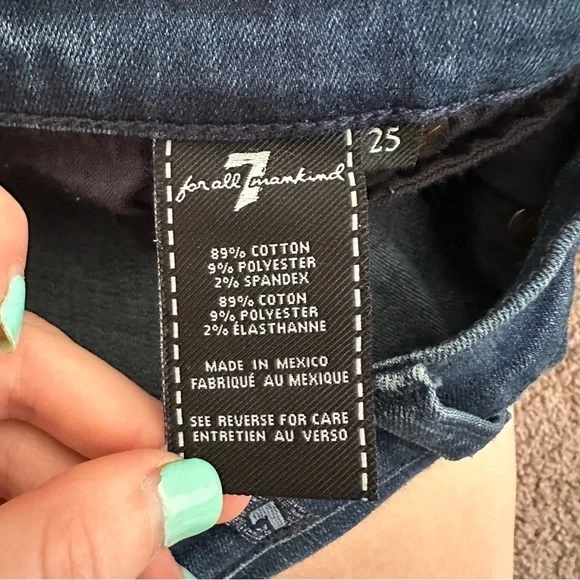 for all 7 mankind
25
89% COTTON
9% POLYESTER
2% SPANDEX
89% COTON
9% POLYESTER
2% ÉLASTHANNE
MADE IN MEXICO
FABRIQUÉ AU MEXIQUE
SEE REVERSE FOR CARE
ENTRETIEN AU VERSO